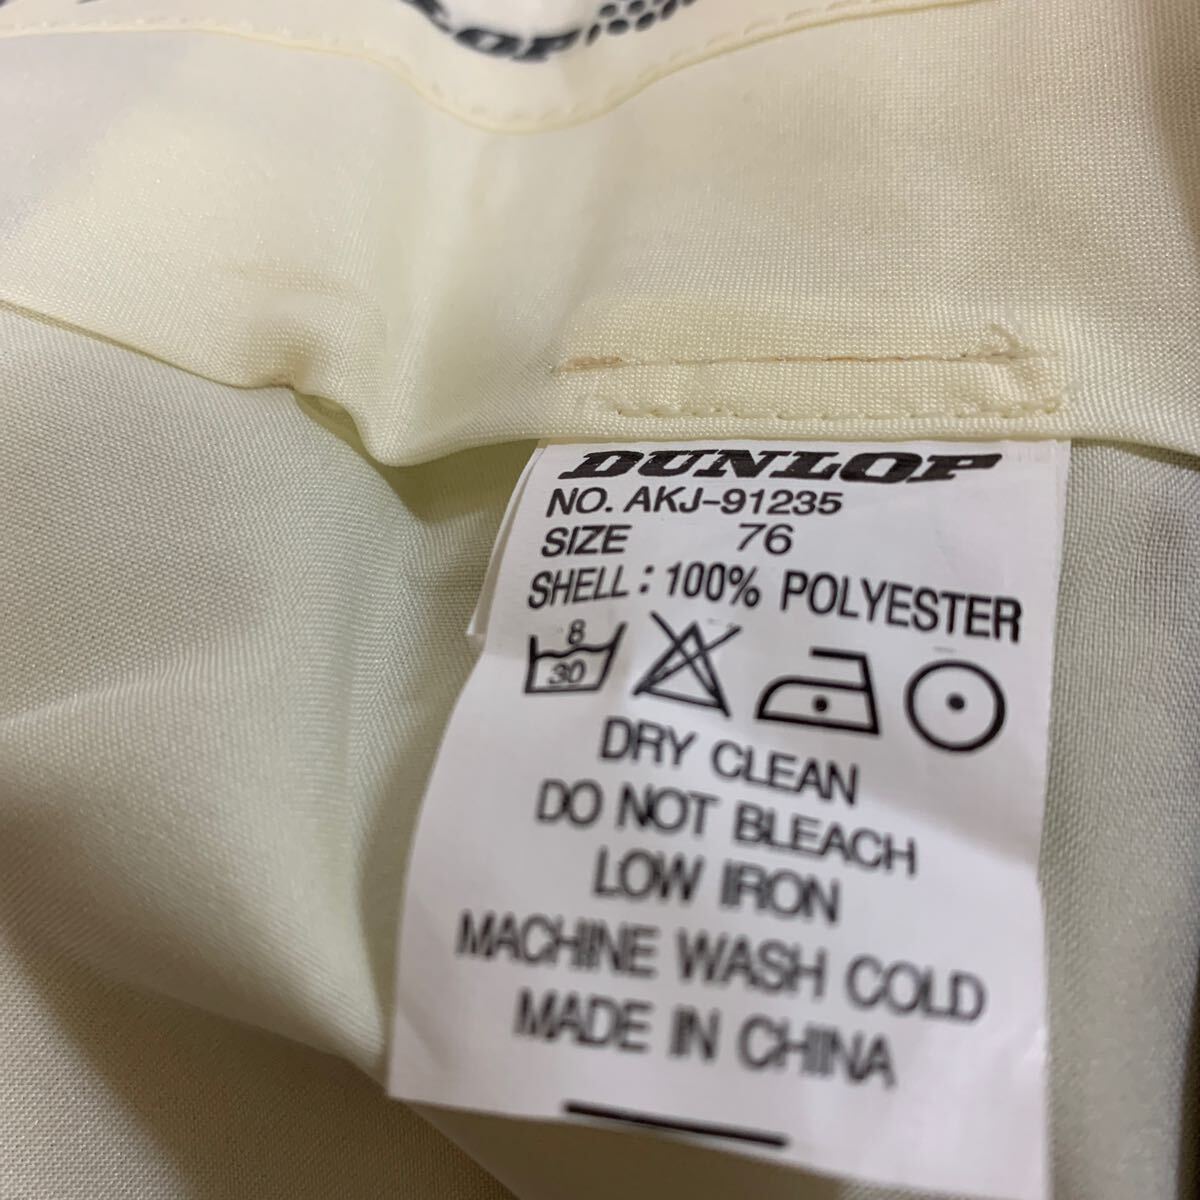 DUNLOP
NO. AKJ-91235
SIZE 76
SHELL : 100% POLYESTER
8
30
DRY CLEAN
DO NOT BLEACH
LOW IRON
MACHINE WASH COLD
MADE IN CHINA